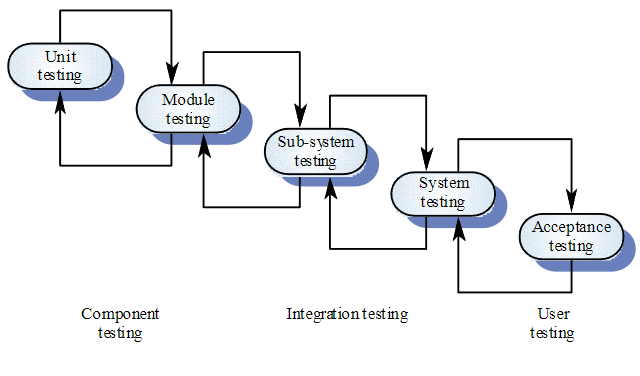 Unit
testing
Module
testing
Sub-system
testing
System
testing
Acceptance
testing
Component
testing
Integration testing
User
testing